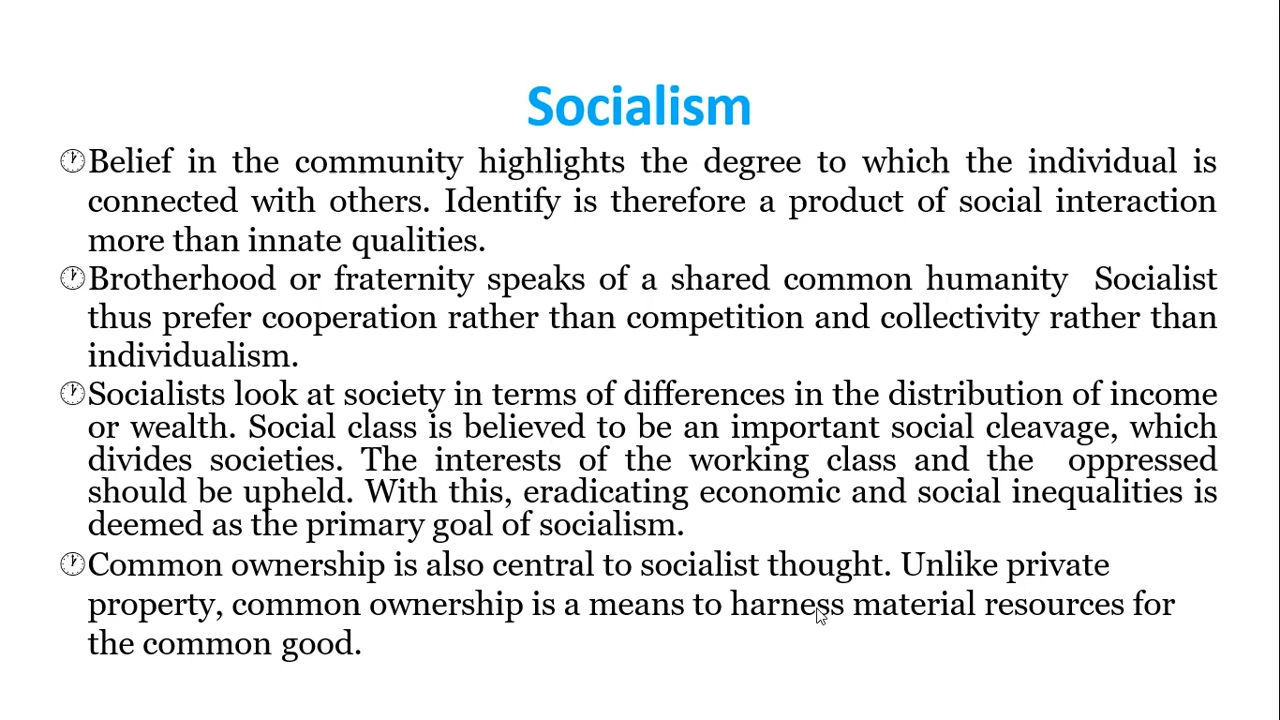 Socialism
Belief in the community highlights the degree to which the individual is
connected with others. Identify is therefore a product of social interaction
more than innate qualities.
Brotherhood or fraternity speaks of a shared common humanity Socialist
thus prefer cooperation rather than competition and collectivity rather than
individualism.
Socialists look at society in terms of differences in the distribution of income
or wealth. Social class is believed to be an important social cleavage, which
divides societies. The interests of the working class and the oppressed
should be upheld. With this, eradicating economic and social inequalities is
deemed as the primary goal of socialism.
Common ownership is also central to socialist thought. Unlike private
property, common ownership is a means to harness material resources for
the common good.